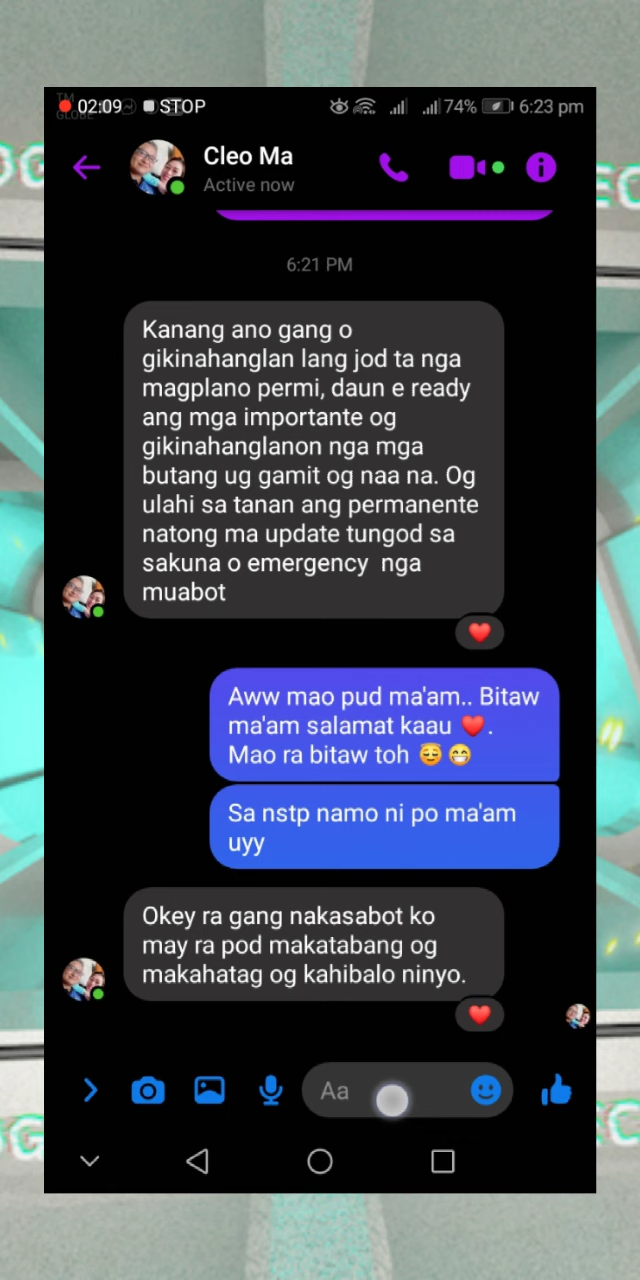 TM
GLOBE
02:09
STOP
74%
6:23 pm
Cleo Ma
Active now
6:21 PM
Kanang ano gang o
gikinahanglan lang jod ta nga
magplano permi, daun e ready
ang mga importante og
gikinahanglanon nga mga
butang ug gamit og naa na. Og
ulahi sa tanan ang permanente
natong ma update tungod sa
sakuna o emergency nga
muabot
Aww mao pud ma'am.. Bitaw
ma'am salamat kaau ❤️.
Mao ra bitaw toh 😌😁
Sa nstp namo ni po ma'am
uyy
Okey ra gang nakasabot ko
may ra pod makatabang og
makahatag og kahibalo ninyo.
Aa